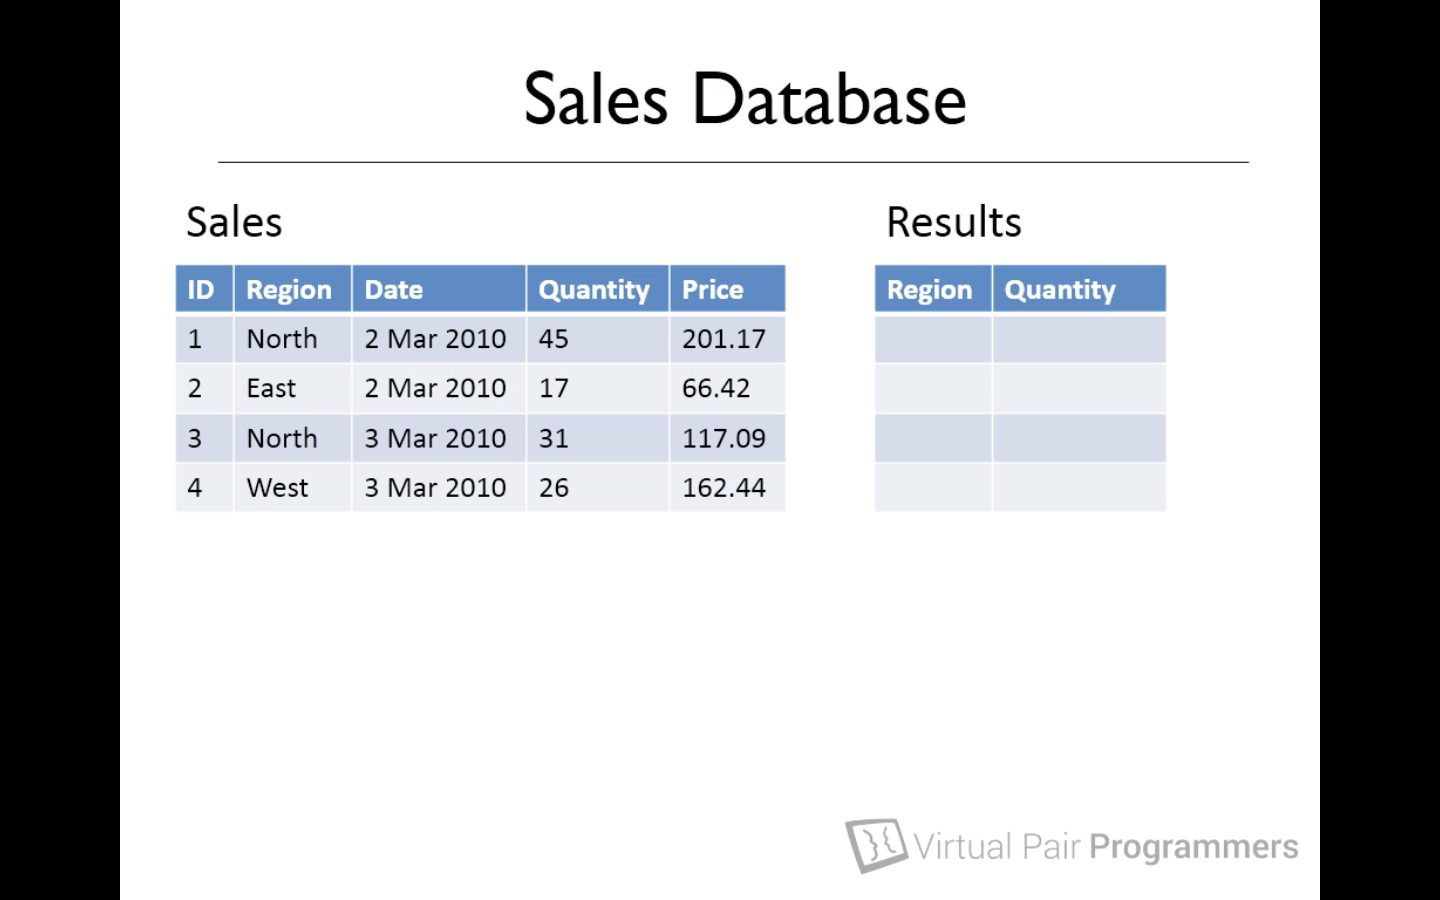 Sales Database
Sales
ID Region Date Quantity Price
1 North 2 Mar 2010 45 201.17
2 East 2 Mar 2010 17 66.42
3 North 3 Mar 2010 31 117.09
4 West 3 Mar 2010 26 162.44
Results
Region Quantity
Virtual Pair Programmers